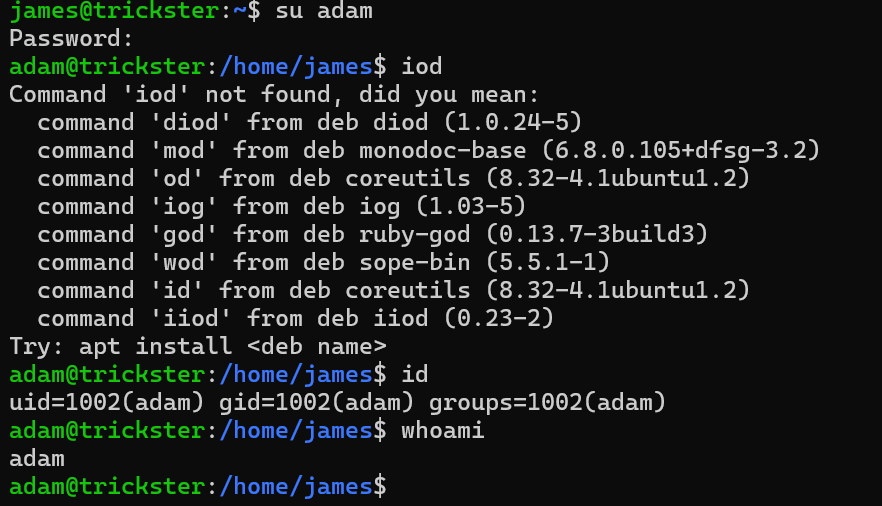 james@trickster:~$ su adam
Password:
adam@trickster:/home/james$ iod
Command 'iod' not found, did you mean:
  command 'diod' from deb diod (1.0.24-5)
  command 'mod' from deb monodoc-base (6.8.0.105+dfsg-3.2)
  command 'od' from deb coreutils (8.32-4.1ubuntu1.2)
  command 'iog' from deb iog (1.03-5)
  command 'god' from deb ruby-god (0.13.7-3build3)
  command 'wod' from deb sope-bin (5.5.1-1)
  command 'id' from deb coreutils (8.32-4.1ubuntu1.2)
  command 'iiod' from deb iiod (0.23-2)
Try: apt install <deb name>
adam@trickster:/home/james$ id
uid=1002(adam) gid=1002(adam) groups=1002(adam)
adam@trickster:/home/james$ whoami
adam
adam@trickster:/home/james$